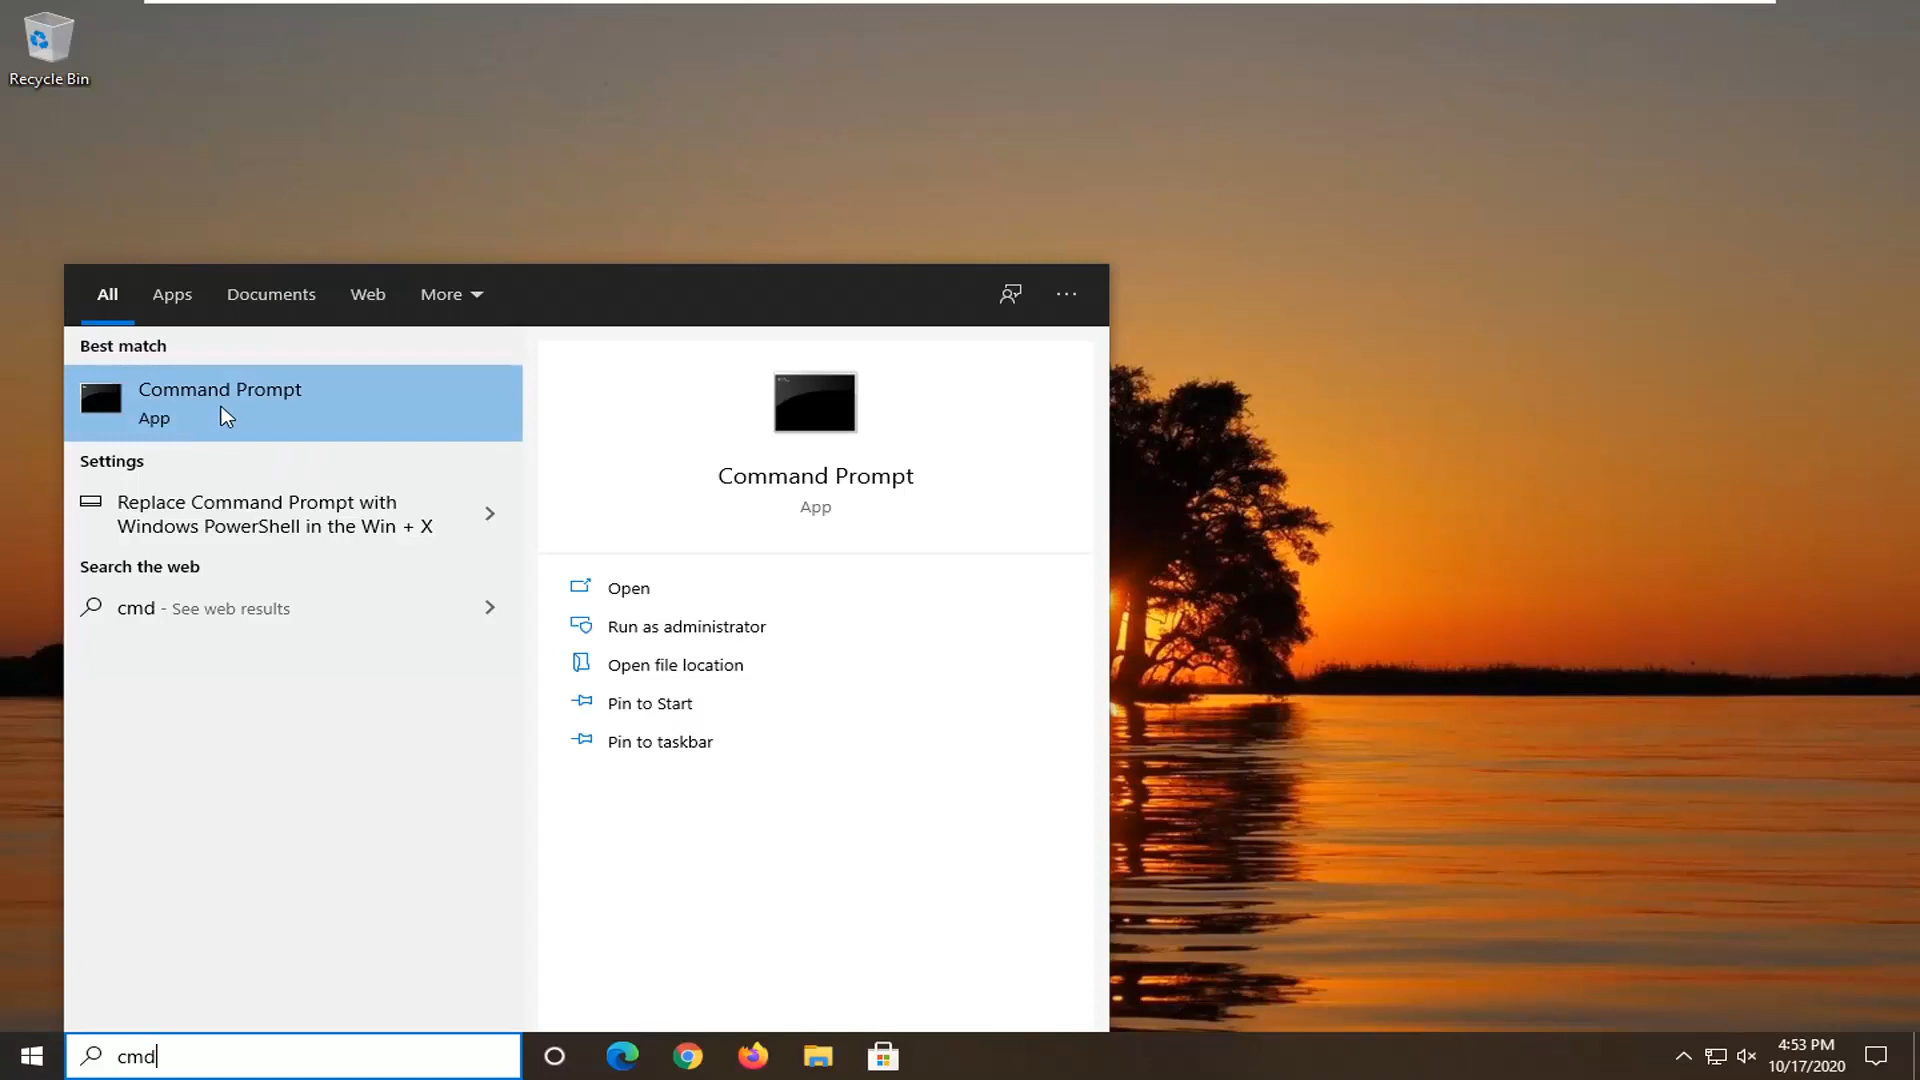 Recycle Bin
All Apps Documents Web More
Best match
Command Prompt
App
Settings
Replace Command Prompt with
Windows PowerShell in the Win + X
Search the web
cmd - See web results
Command Prompt
App
Open
Run as administrator
Open file location
Pin to Start
Pin to taskbar
cmd
4:53 PM
10/17/2020